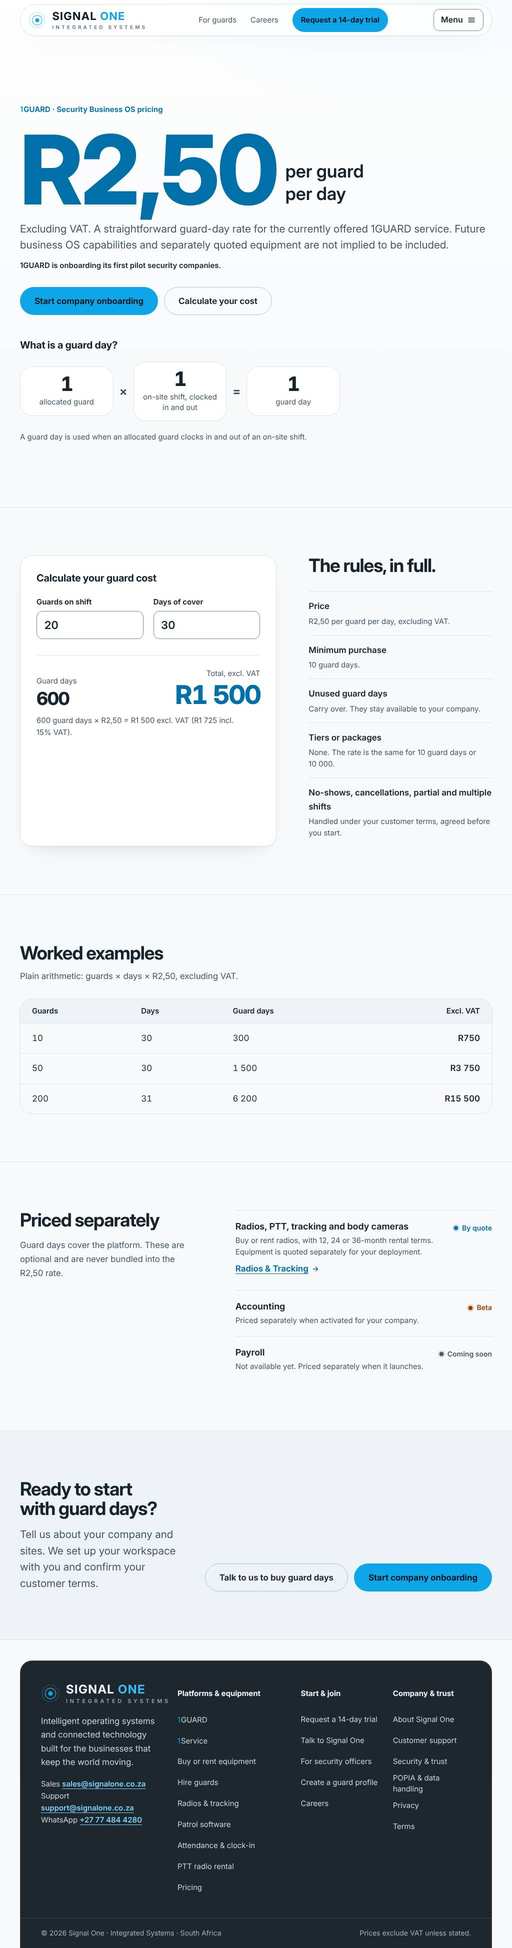 SIGNAL ONE
INTEGRATED SYSTEMS
For guards
Careers
Request a 14-day trial
Menu
1GUARD · Security Business OS pricing
R2,50 per guard
per day
Excluding VAT. A straightforward guard-day rate for the currently offered 1GUARD service. Future
business OS capabilities and separately quoted equipment are not implied to be included.
1GUARD is onboarding its first pilot security companies.
Start company onboarding
Calculate your cost
What is a guard day?
1
allocated guard
×
1
on-site shift, clocked
in and out
=
1
guard day
A guard day is used when an allocated guard clocks in and out of an on-site shift.
Calculate your guard cost
Guards on shift
Days of cover
20
30
Guard days
600
Total, excl. VAT
R1 500
600 guard days × R2,50 = R1 500 excl. VAT (R1 725 incl.
15% VAT).
The rules, in full.
Price
R2,50 per guard per day, excluding VAT.
Minimum purchase
10 guard days.
Unused guard days
Carry over. They stay available to your company.
Tiers or packages
None. The rate is the same for 10 guard days or
10 000.
No-shows, cancellations, partial and multiple
shifts
Handled under your customer terms, agreed before
you start.
Worked examples
Plain arithmetic: guards × days × R2,50, excluding VAT.
Guards Days Guard days Excl. VAT
10 30 300 R750
50 30 1 500 R3 750
200 31 6 200 R15 500
Priced separately
Guard days cover the platform. These are
optional and are never bundled into the
R2,50 rate.
Radios, PTT, tracking and body cameras
By quote
Buy or rent radios, with 12, 24 or 36-month rental terms.
Equipment is quoted separately for your deployment.
Radios & Tracking →
Accounting
Beta
Priced separately when activated for your company.
Payroll
Coming soon
Not available yet. Priced separately when it launches.
Ready to start
with guard days?
Tell us about your company and
sites. We set up your workspace
with you and confirm your
customer terms.
Talk to us to buy guard days
Start company onboarding
SIGNAL ONE
INTEGRATED SYSTEMS
Intelligent operating systems
and connected technology
built for the businesses that
keep the world moving.
Sales sales@signalone.co.za
Support
support@signalone.co.za
WhatsApp +27 77 484 4280
Platforms & equipment
1GUARD
1Service
Buy or rent equipment
Hire guards
Radios & tracking
Patrol software
Attendance & clock-in
PTT radio rental
Pricing
Start & join
Request a 14-day trial
Talk to Signal One
For security officers
Create a guard profile
Careers
Company & trust
About Signal One
Customer support
Security & trust
POPIA & data
handling
Privacy
Terms
© 2026 Signal One · Integrated Systems · South Africa
Prices exclude VAT unless stated.